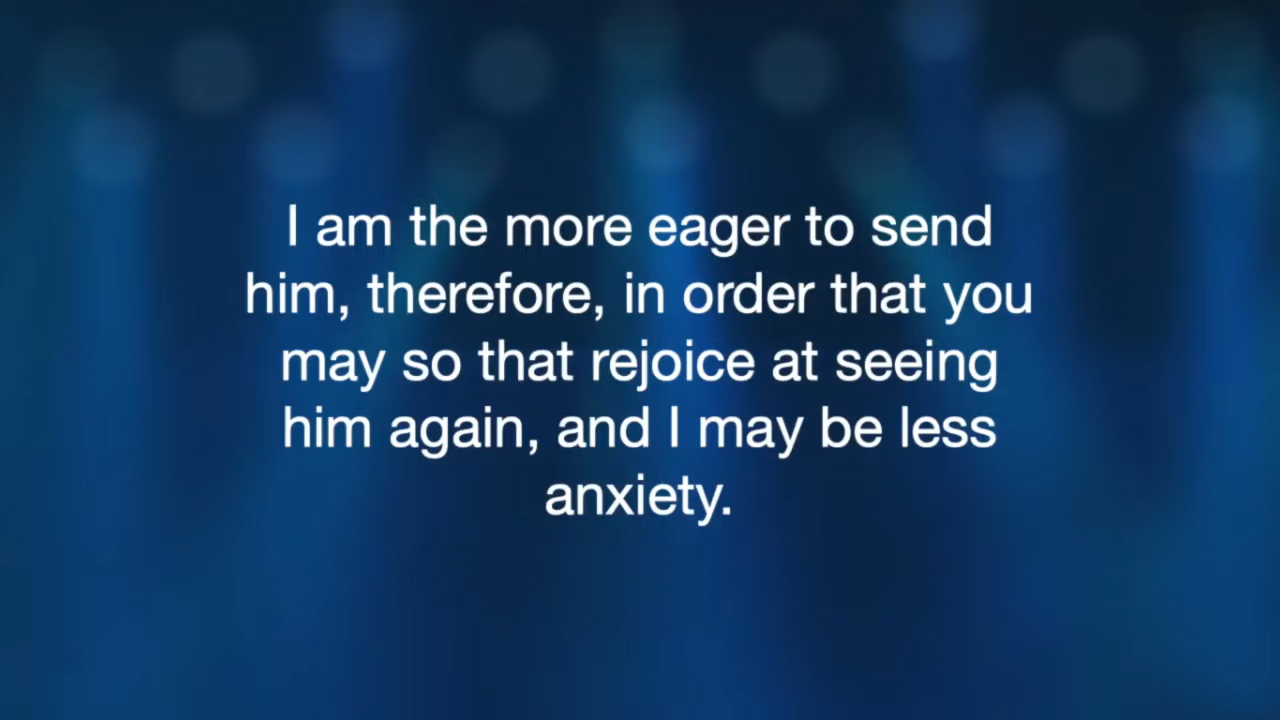 I am the more eager to send
him, therefore, in order that you
may so that rejoice at seeing
him again, and I may be less
anxiety.